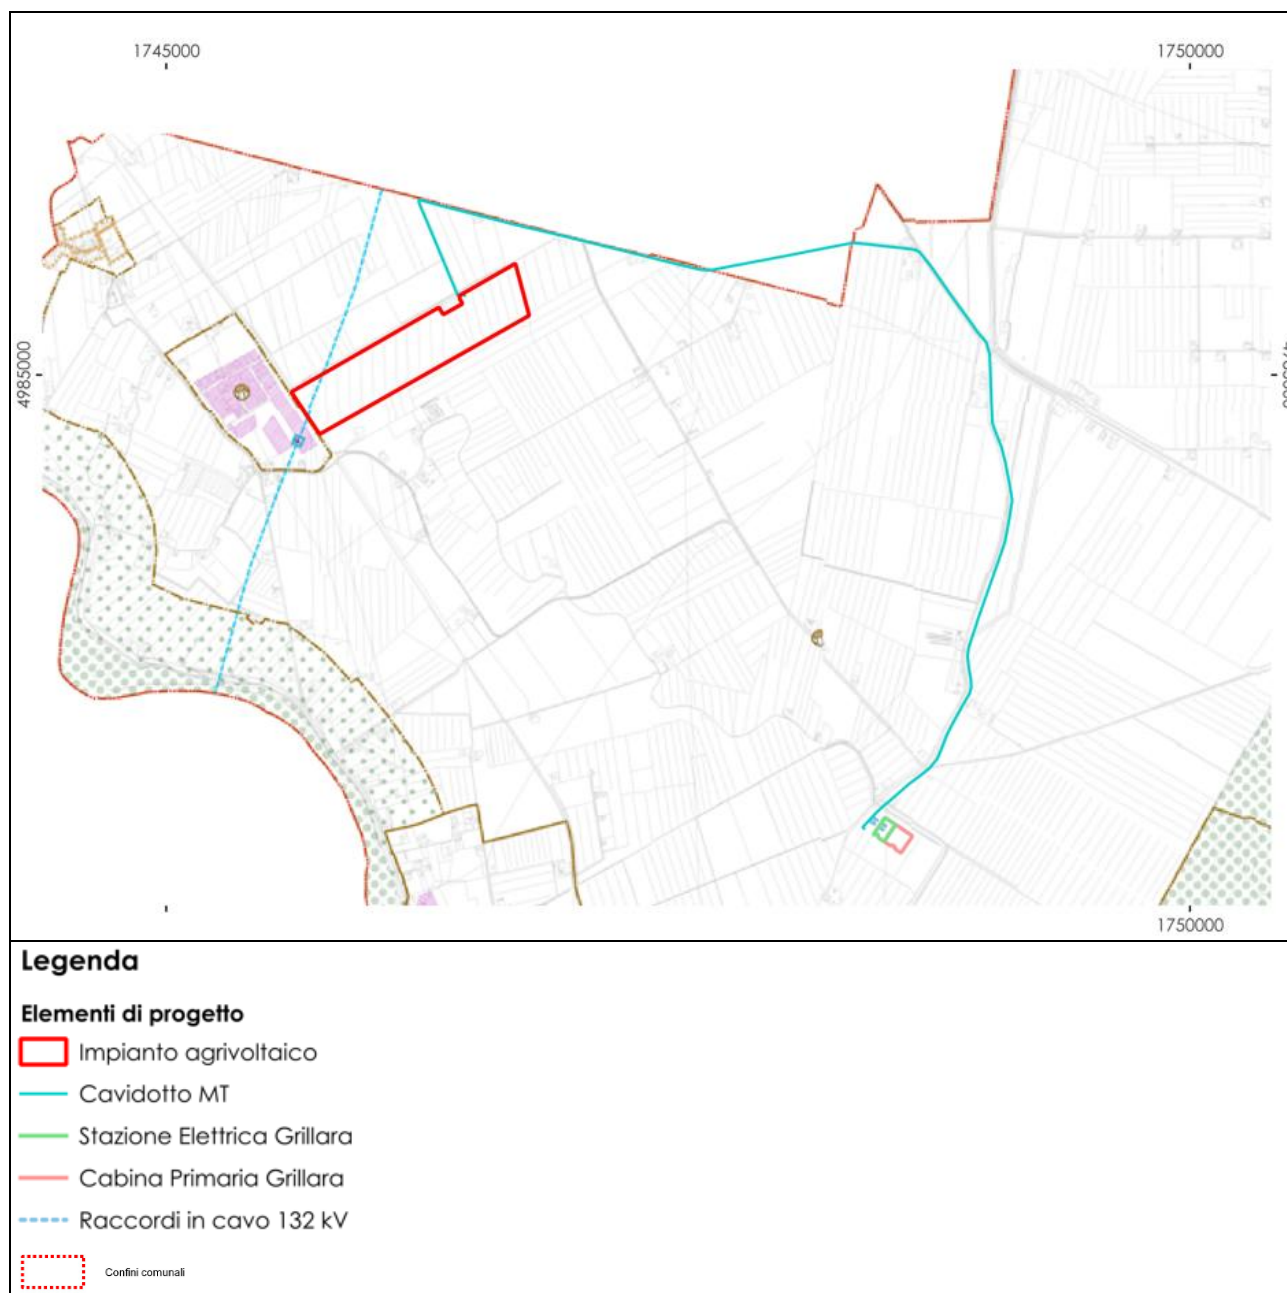 1745000
1750000
4985000
4985000
1750000
Legenda
Elementi di progetto
Impianto agrivoltaico
Cavidotto MT
Stazione Elettrica Grillara
Cabina Primaria Grillara
Raccordi in cavo 132 kV
Confini comunali